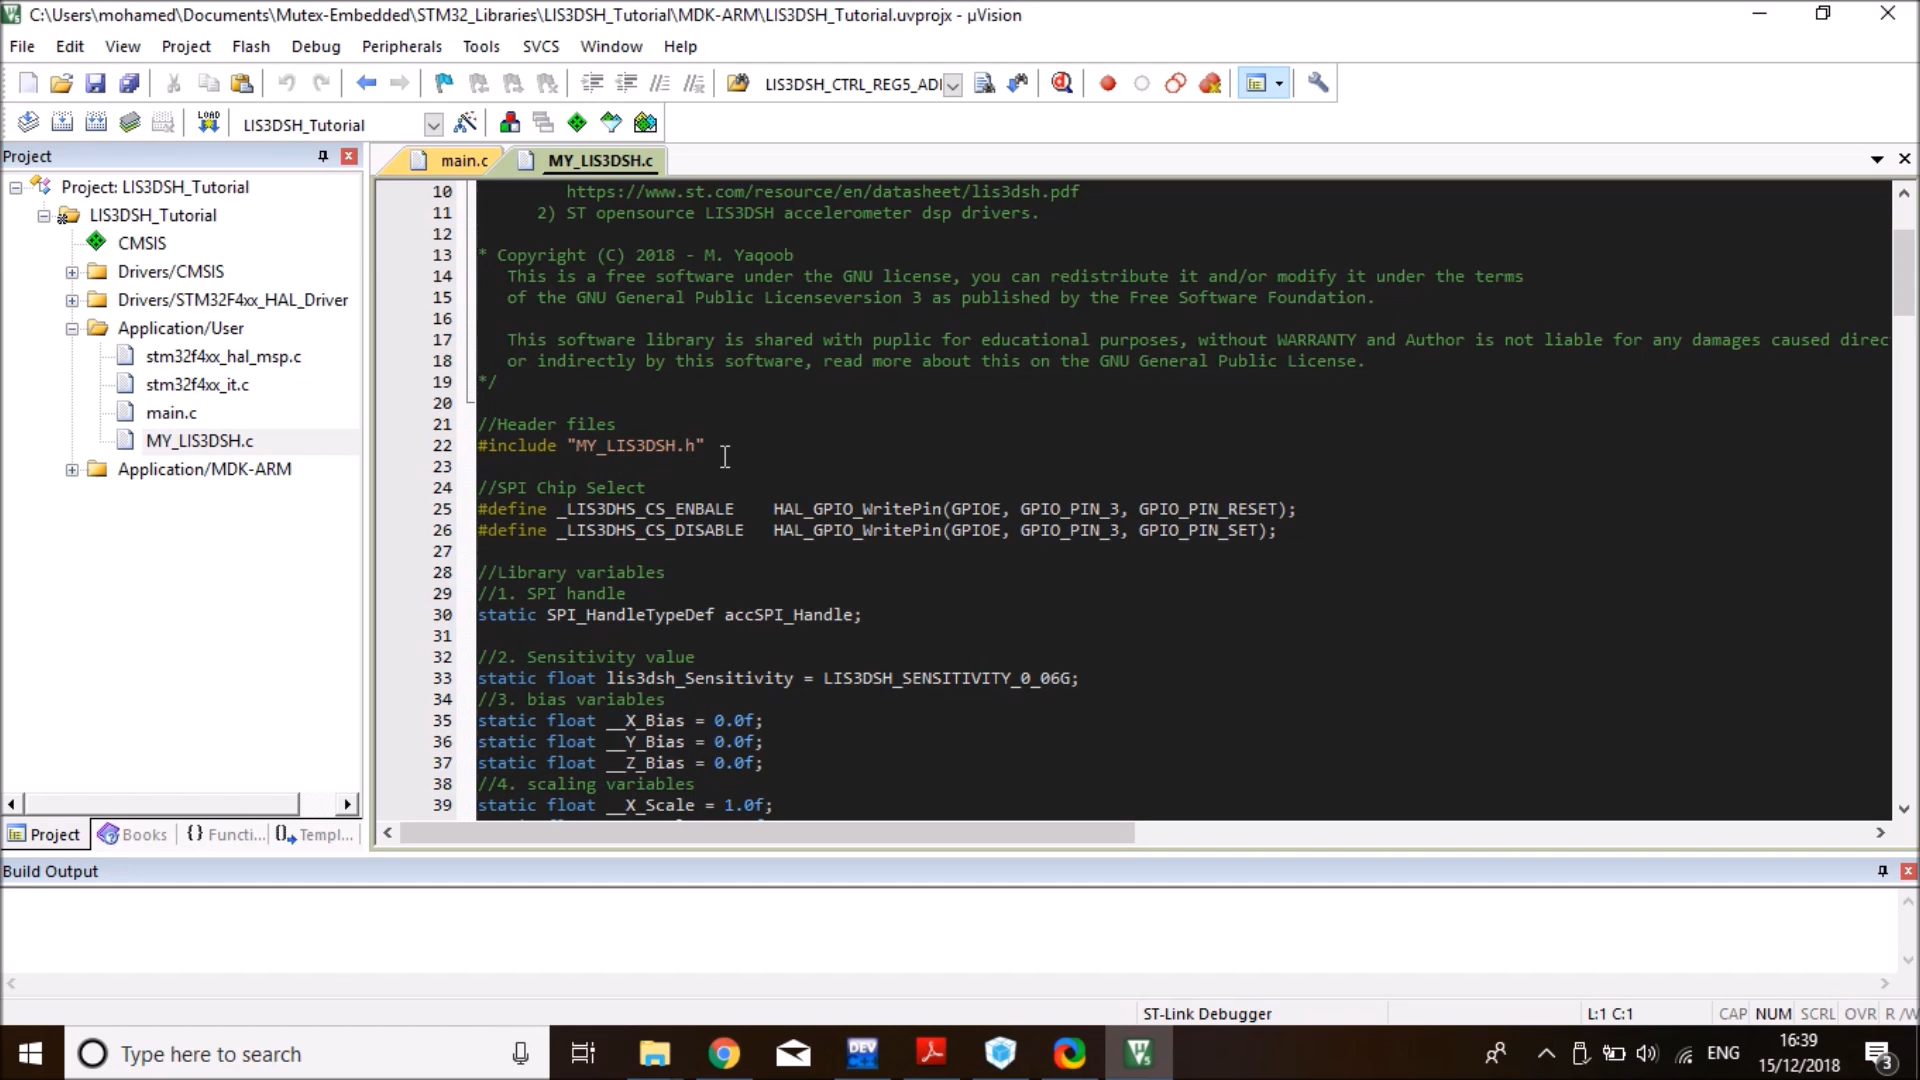 C:\Users\mohamed\Documents\Mutex-Embedded\STM32_Libraries\LIS3DSH_Tutorial\MDK-ARM\LIS3DSH_Tutorial.uvprojx - µVision
File Edit View Project Flash Debug Peripherals Tools SVCS Window Help
LIS3DSH_CTRL_REG5_ADI
LOAD LIS3DSH_Tutorial
Project
main.c MY_LIS3DSH.c
Project: LIS3DSH_Tutorial
LIS3DSH_Tutorial
CMSIS
Drivers/CMSIS
Drivers/STM32F4xx_HAL_Driver
Application/User
stm32f4xx_hal_msp.c
stm32f4xx_it.c
main.c
MY_LIS3DSH.c
Application/MDK-ARM
Project Books {} Functi... Templ...
10 https://www.st.com/resource/en/datasheet/lis3dsh.pdf
11 2) ST opensource LIS3DSH accelerometer dsp drivers.
12
13 * Copyright (C) 2018 - M. Yaqoob
14 This is a free software under the GNU license, you can redistribute it and/or modify it under the terms
15 of the GNU General Public Licenseversion 3 as published by the Free Software Foundation.
16
17 This software library is shared with puplic for educational purposes, without WARRANTY and Author is not liable for any damages caused direc
18 or indirectly by this software, read more about this on the GNU General Public License.
19 */
20
21 //Header files
22 #include "MY_LIS3DSH.h"
23
24 //SPI Chip Select
25 #define _LIS3DHS_CS_ENBALE HAL_GPIO_WritePin(GPIOE, GPIO_PIN_3, GPIO_PIN_RESET);
26 #define _LIS3DHS_CS_DISABLE HAL_GPIO_WritePin(GPIOE, GPIO_PIN_3, GPIO_PIN_SET);
27
28 //Library variables
29 //1. SPI handle
30 static SPI_HandleTypeDef accSPI_Handle;
31
32 //2. Sensitivity value
33 static float lis3dsh_Sensitivity = LIS3DSH_SENSITIVITY_0_06G;
34 //3. bias variables
35 static float __X_Bias = 0.0f;
36 static float __Y_Bias = 0.0f;
37 static float __Z_Bias = 0.0f;
38 //4. scaling variables
39 static float __X_Scale = 1.0f;
Build Output
ST-Link Debugger L:1 C:1 CAP NUM SCRL OVR R /W
Type here to search
DEV
ENG
16:39
15/12/2018
3